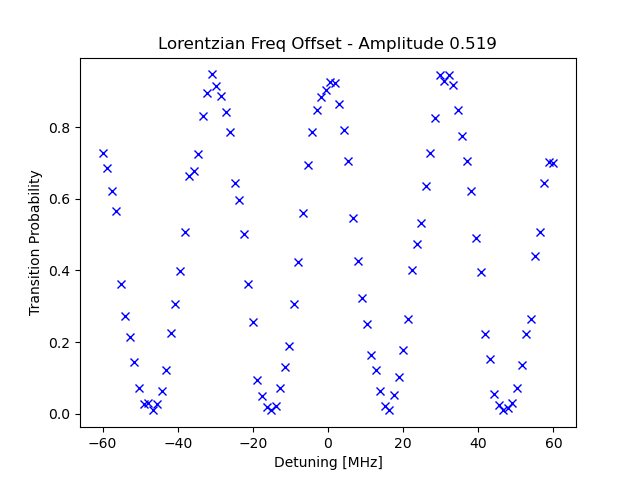 Lorentzian Freq Offset - Amplitude 0.519
Transition Probability
0.8
0.6
0.4
0.2
0.0
−60 −40 −20 0 20 40 60
Detuning [MHz]